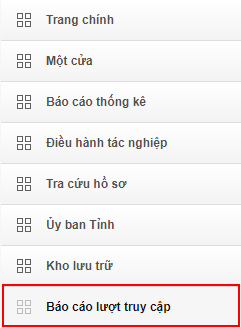 Trang chính
Một cửa
Báo cáo thống kê
Điều hành tác nghiệp
Tra cứu hồ sơ
Ủy ban Tỉnh
Kho lưu trữ
Báo cáo lượt truy cập